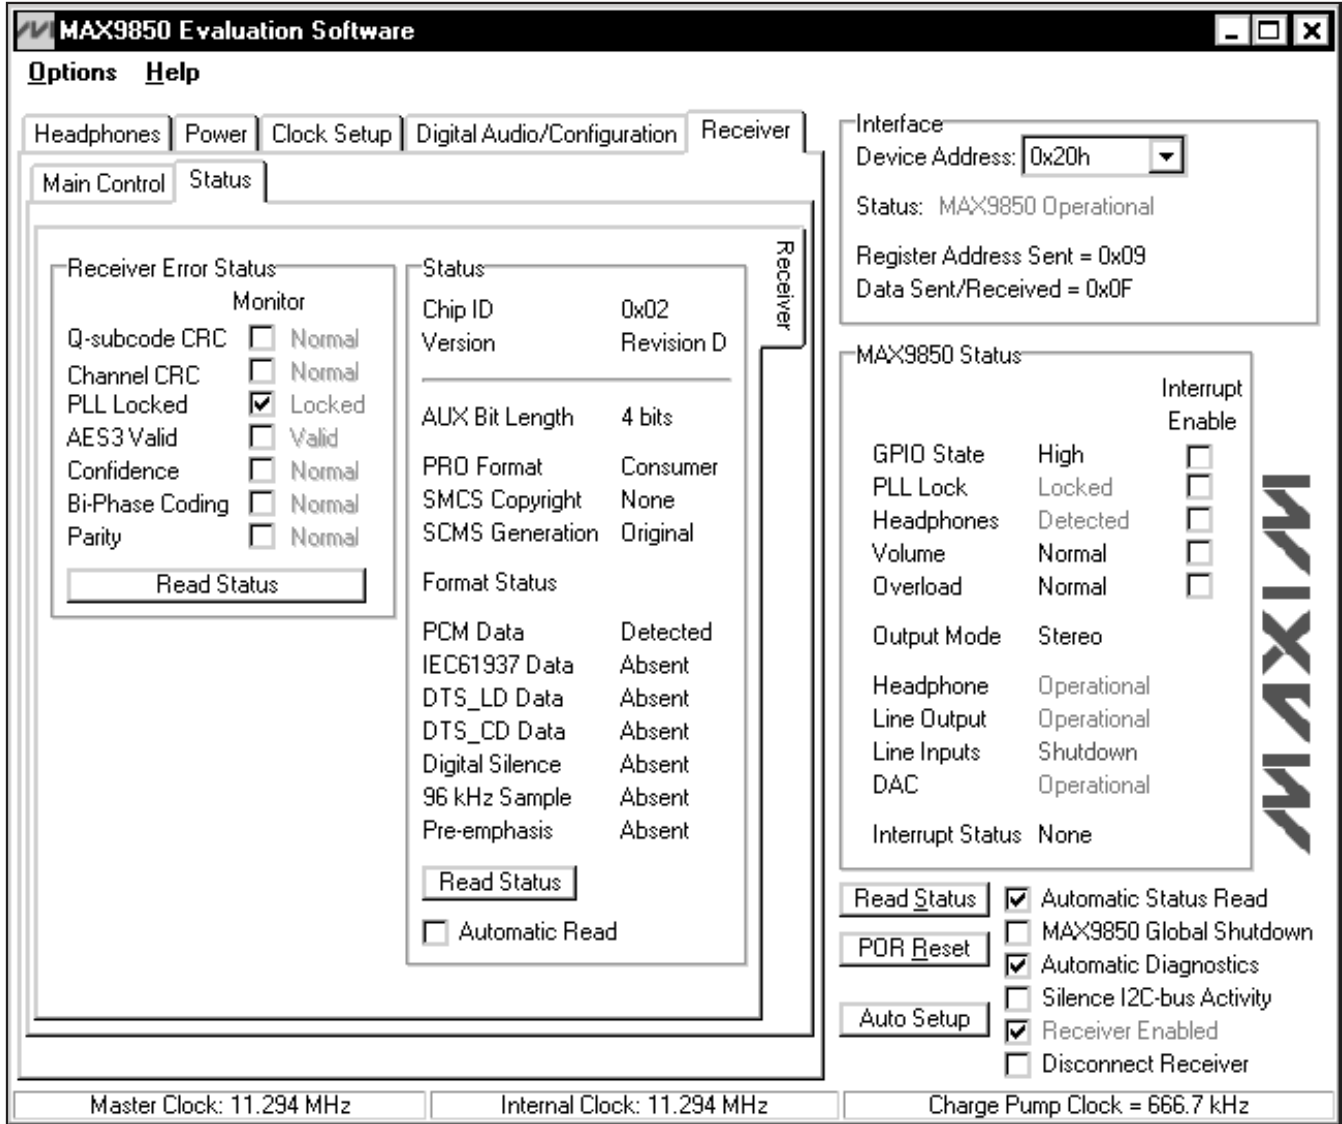 MAX9850 Evaluation Software
Options Help
Headphones Power Clock Setup Digital Audio/Configuration Receiver
Main Control Status
Receiver
Receiver Error Status
Monitor
Q-subcode CRC Normal
Channel CRC Normal
PLL Locked Locked
AES3 Valid Valid
Confidence Normal
Bi-Phase Coding Normal
Parity Normal
Read Status
Status
Chip ID 0x02
Version Revision D
AUX Bit Length 4 bits
PRO Format Consumer
SMCS Copyright None
SCMS Generation Original
Format Status
PCM Data Detected
IEC61937 Data Absent
DTS_LD Data Absent
DTS_CD Data Absent
Digital Silence Absent
96 kHz Sample Absent
Pre-emphasis Absent
Read Status
Automatic Read
Interface
Device Address: 0x20h
Status: MAX9850 Operational
Register Address Sent = 0x09
Data Sent/Received = 0x0F
MAX9850 Status
Interrupt
Enable
GPIO State High
PLL Lock Locked
Headphones Detected
Volume Normal
Overload Normal
Output Mode Stereo
Headphone Operational
Line Output Operational
Line Inputs Shutdown
DAC Operational
Interrupt Status None
MAXIM
Read Status Automatic Status Read
MAX9850 Global Shutdown
POR Reset
Automatic Diagnostics
Silence I2C-bus Activity
Auto Setup
Receiver Enabled
Disconnect Receiver
Master Clock: 11.294 MHz Internal Clock: 11.294 MHz Charge Pump Clock = 666.7 kHz